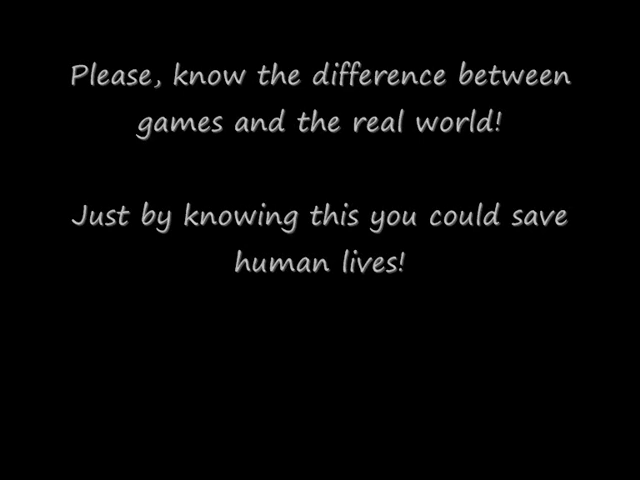 Please, know the difference between
games and the real world!
Just by knowing this you could save
human lives!